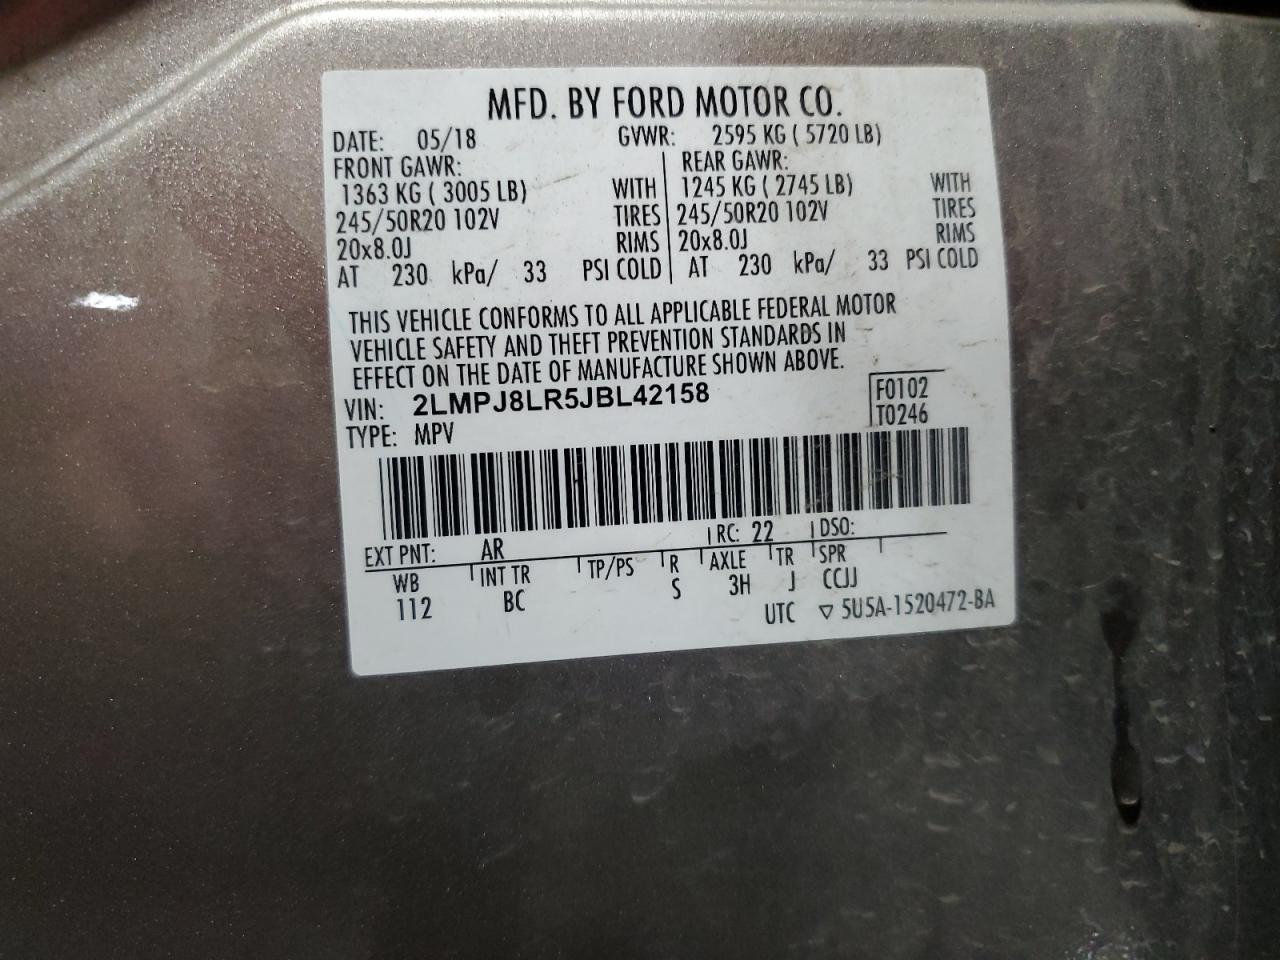 MFD. BY FORD MOTOR CO.
DATE: 05/18 GVWR: 2595 KG ( 5720 LB)
FRONT GAWR: REAR GAWR:
1363 KG ( 3005 LB) WITH 1245 KG ( 2745 LB) WITH
245/50R20 102V TIRES 245/50R20 102V TIRES
20x8.0J RIMS 20x8.0J RIMS
AT 230 kPa/ 33 PSI COLD AT 230 kPa/ 33 PSI COLD
THIS VEHICLE CONFORMS TO ALL APPLICABLE FEDERAL MOTOR
VEHICLE SAFETY AND THEFT PREVENTION STANDARDS IN
EFFECT ON THE DATE OF MANUFACTURE SHOWN ABOVE.
VIN: 2LMPJ8LR5JBL42158 F0102
TYPE: MPV T0246
EXT PNT: AR RC: 22 DSO:
WB INT TR TP/PS R AXLE TR SPR
112 BC S 3H J CCJJ
UTC ▽ 5U5A-1520472-BA